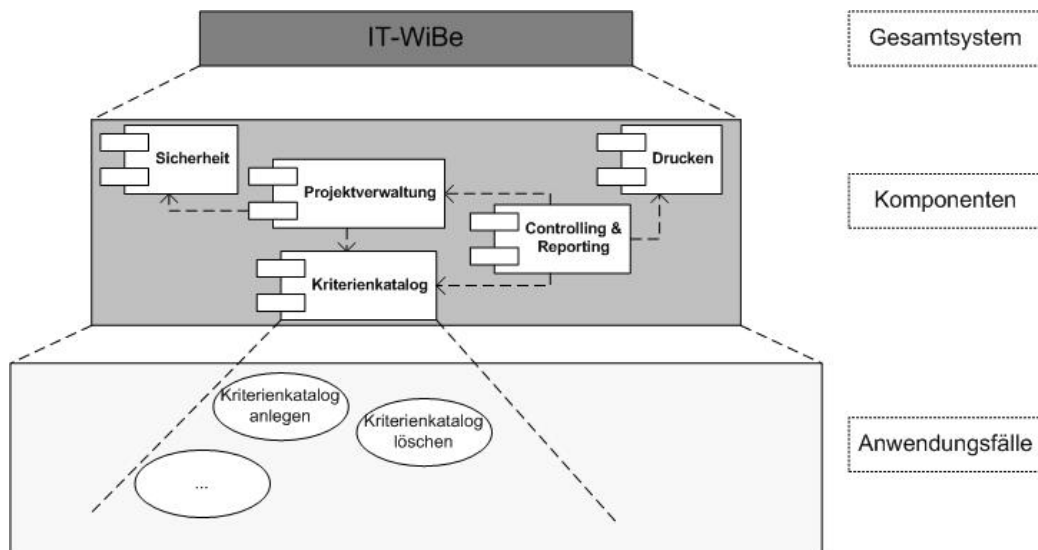 IT-WiBe
Gesamtsystem
Sicherheit
Drucken
Projektverwaltung
Komponenten
Controlling &
Reporting
Kriterienkatalog
Kriterienkatalog
anlegen
Kriterienkatalog
löschen
Anwendungsfälle
...